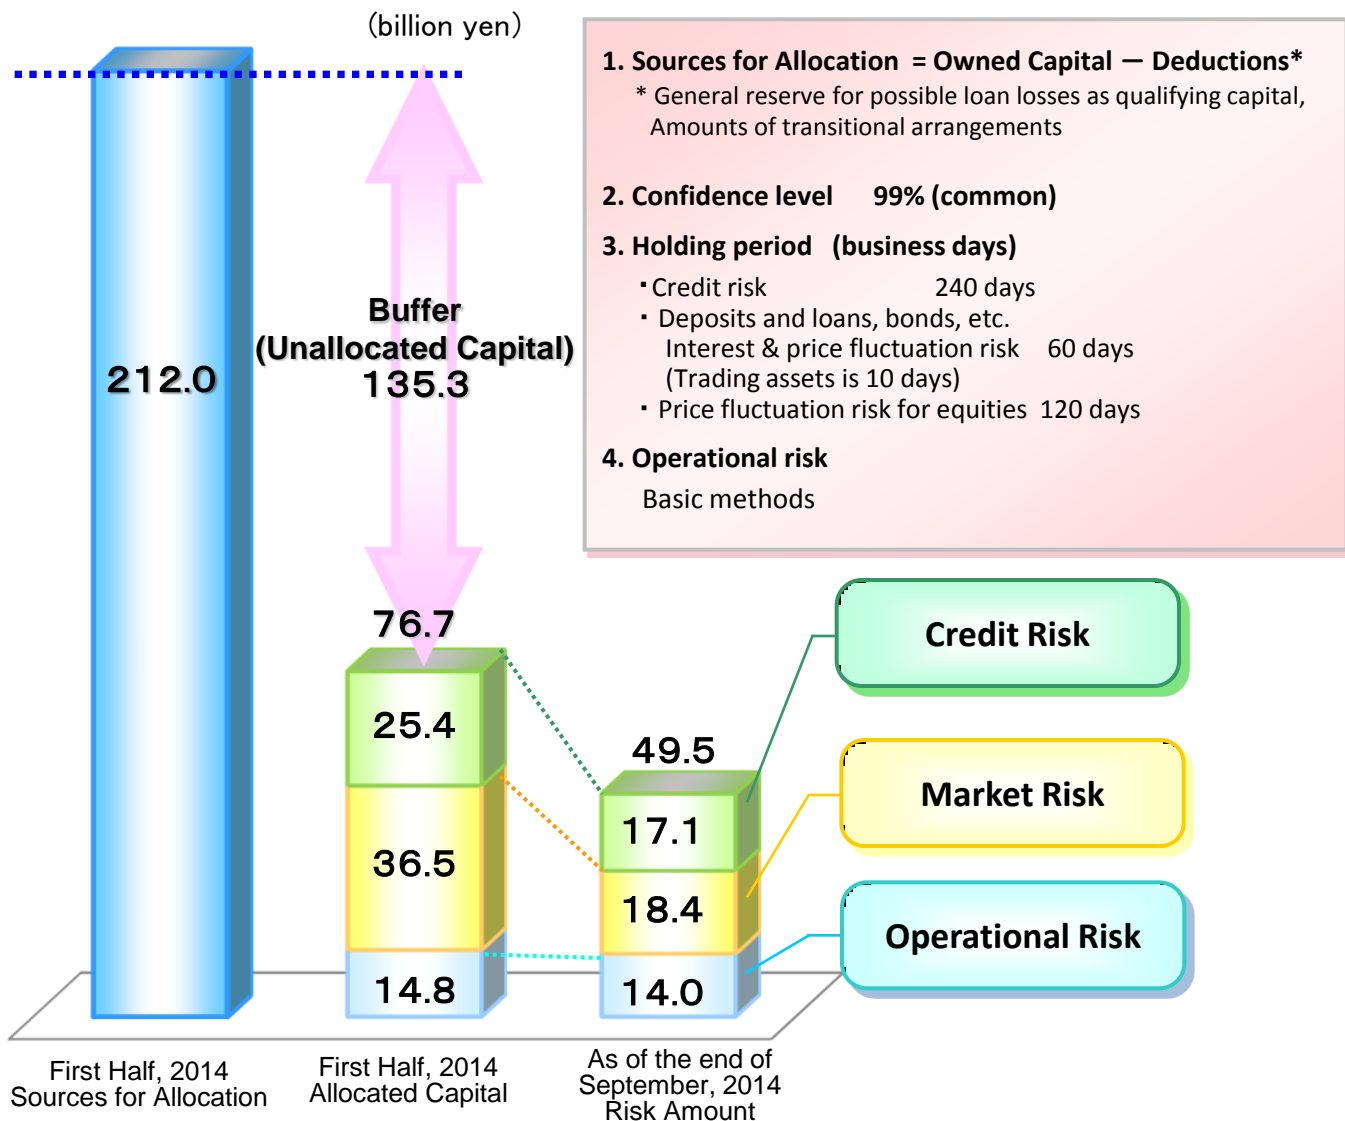 (billion yen)
1. Sources for Allocation = Owned Capital － Deductions*
* General reserve for possible loan losses as qualifying capital,
Amounts of transitional arrangements
2. Confidence level 99% (common)
3. Holding period (business days)
・Credit risk 240 days
・Deposits and loans, bonds, etc.
Interest & price fluctuation risk 60 days
(Trading assets is 10 days)
・Price fluctuation risk for equities 120 days
4. Operational risk
Basic methods
212.0
Buffer
(Unallocated Capital)
135.3
76.7
25.4
36.5
14.8
49.5
17.1
18.4
14.0
Credit Risk
Market Risk
Operational Risk
First Half, 2014
Sources for Allocation
First Half, 2014
Allocated Capital
As of the end of
September, 2014
Risk Amount